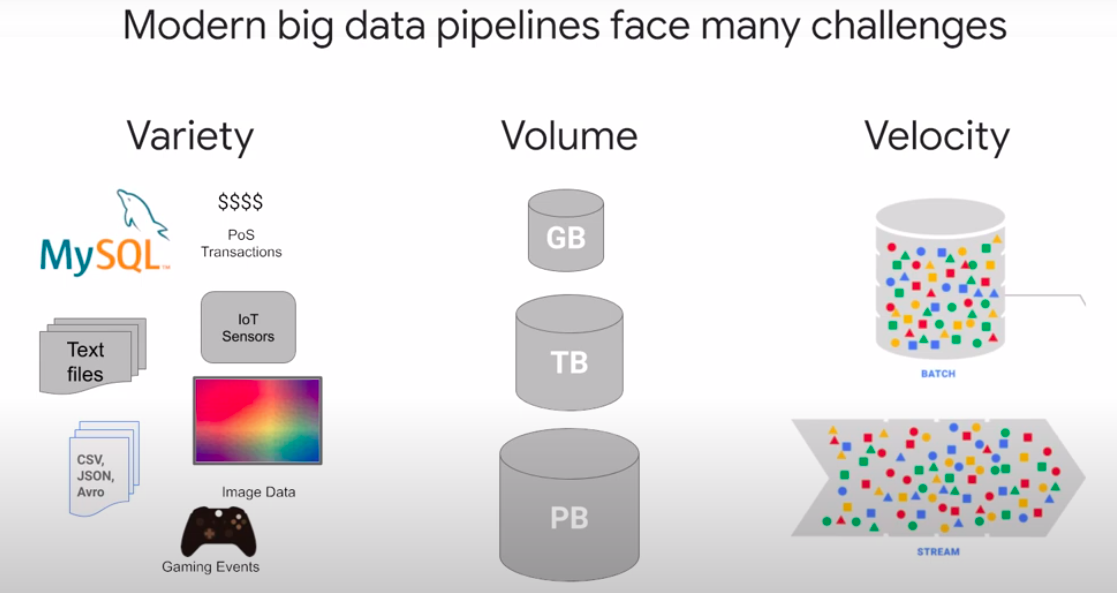 Modern big data pipelines face many challenges
Variety
MySQL™
$$$$
PoS
Transactions
Text
files
IoT
Sensors
CSV,
JSON,
Avro
Image Data
Gaming Events
Volume
GB
TB
PB
Velocity
BATCH
STREAM